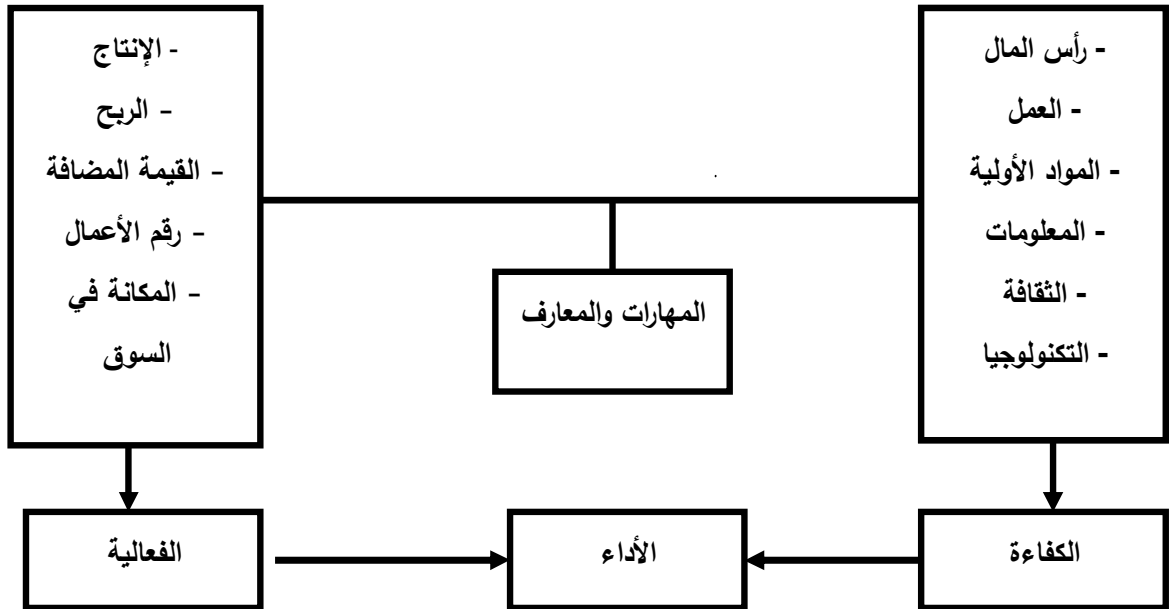 - رأس المال
- العمل
- المواد الأولية
- المعلومات
- الثقافة
- التكنولوجيا
- الإنتاج
- الربح
- القيمة المضافة
- رقم الأعمال
- المكانة في
السوق
المهارات والمعارف
الكفاءة
الأداء
الفعالية